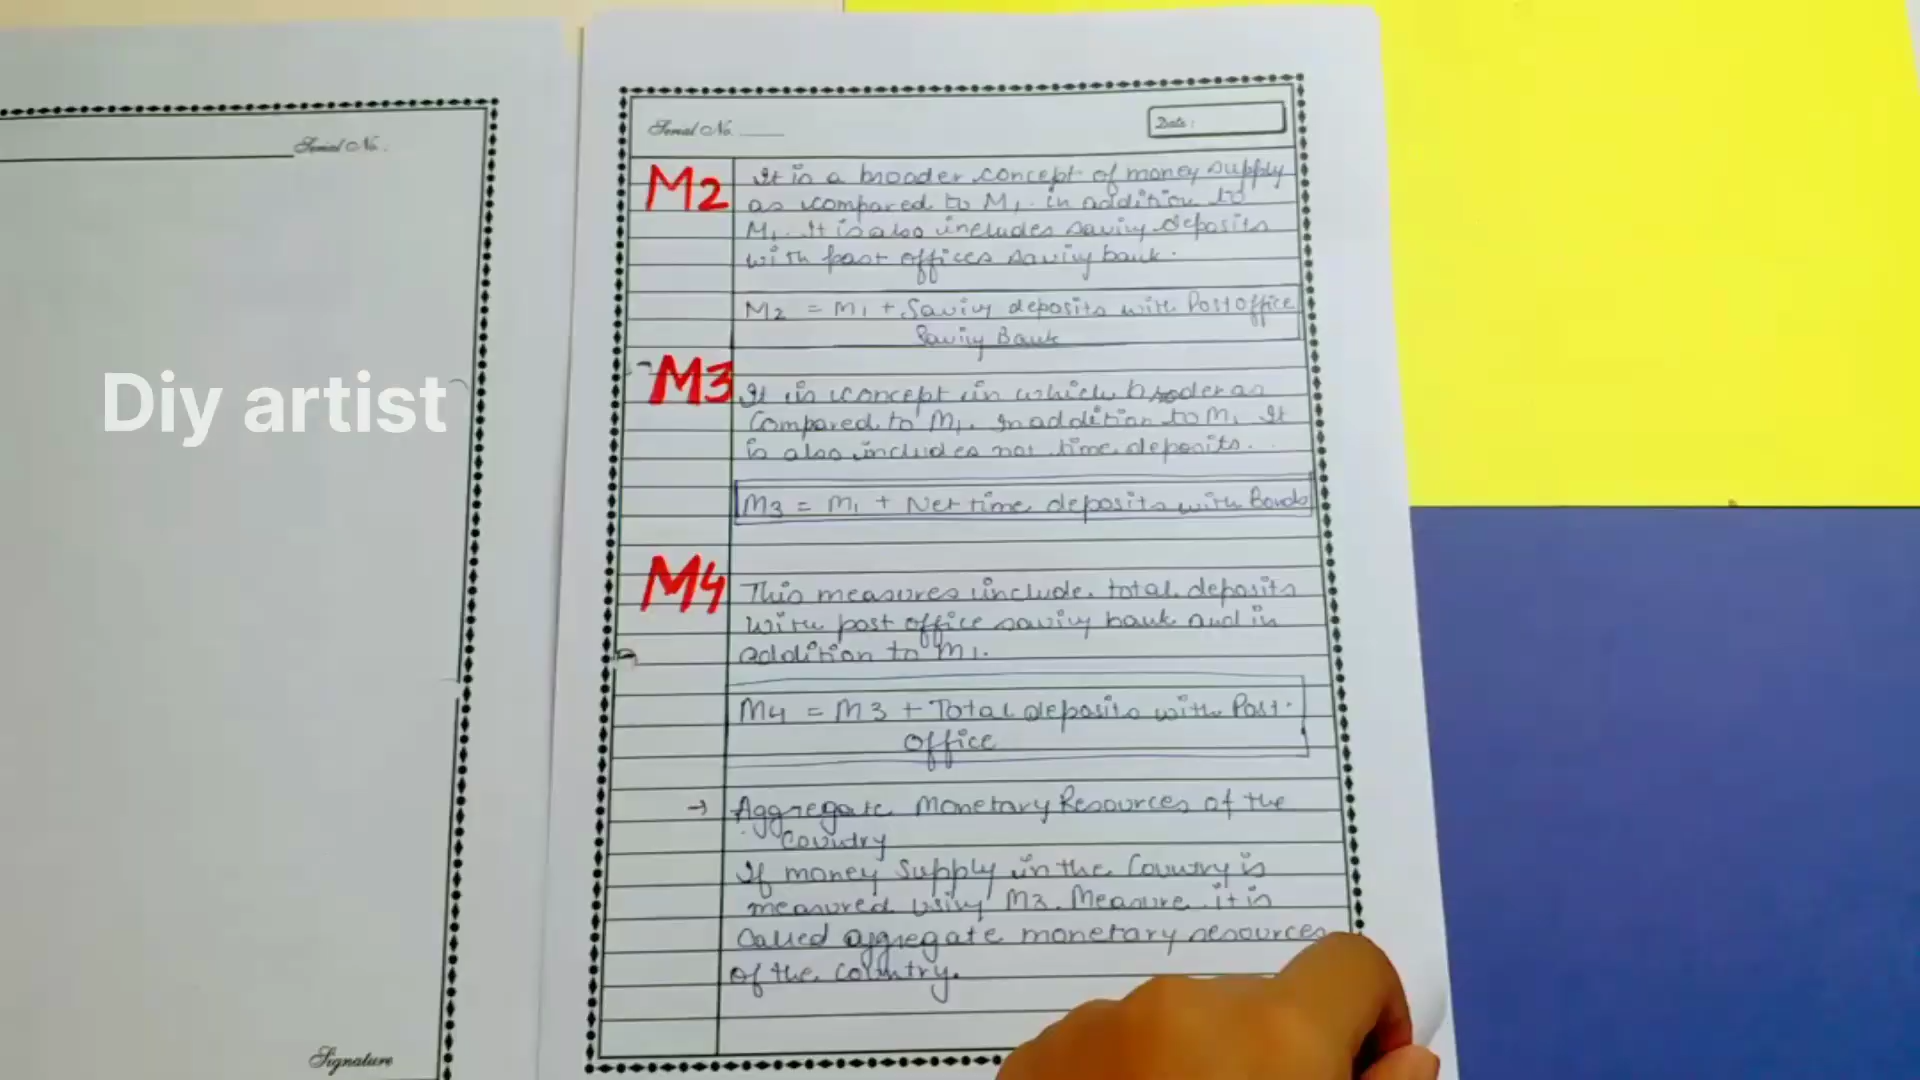 Serial No.
Serial No.
Date:
M2
It is a broader concept of money supply
as compared to M1. in addition to
M1. It is also includes saving deposits
with post offices saving bank.
M2 = M1 + Saving deposits with Post office
Saving Bank
M3
It is concept in which broder as
Compared to M1. In addition to M1 It
is also includes not time deposits.
M3 = M1 + Net time deposits with Bonds
M4
This measures include total deposits
with post office saving bank and in
addition to M1.
M4 = M3 + Total deposits with Post.
office
→ Aggregate Monetary Resources of the
Country
If money Supply in the Country is
measured using M3. Measure it is
Called aggregate monetary resources
of the country.
Diy artist
Signature